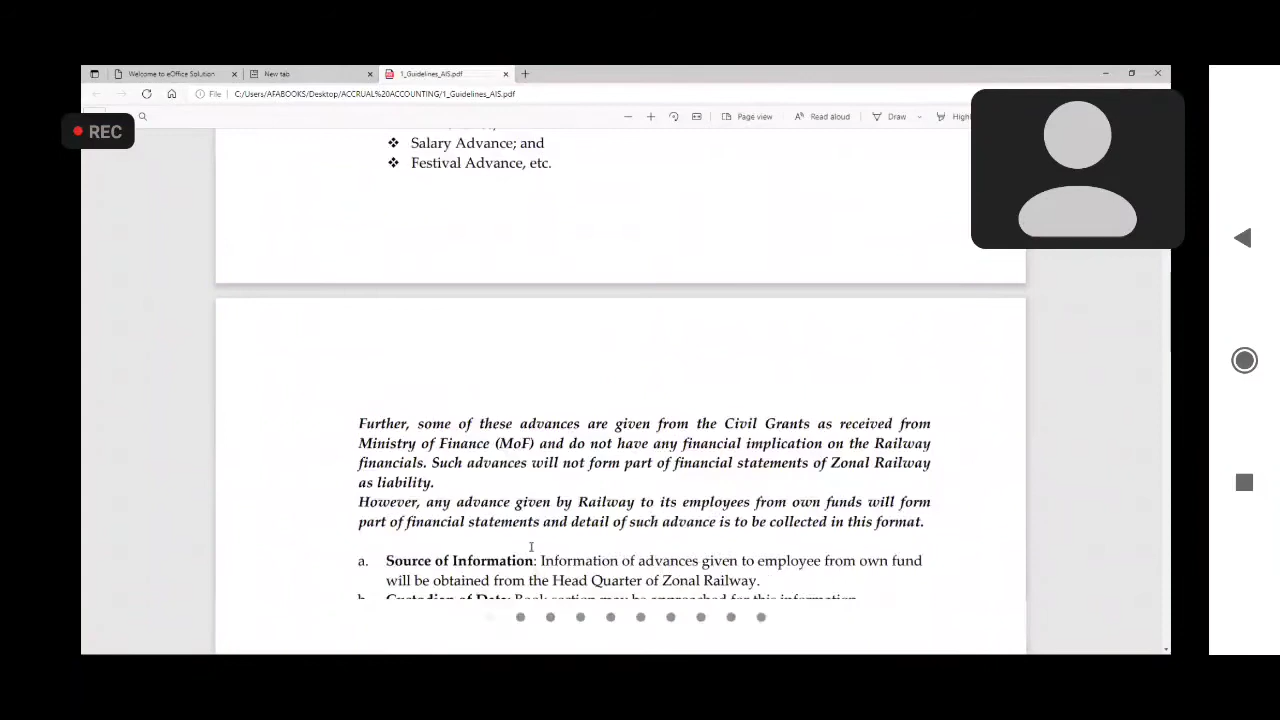 Welcome to eOffice Solution
New tab
1_Guidelines_AIS.pdf
File
C:/Users/AFABOOKS/Desktop/ACCRUAL%20ACCOUNTING/1_Guidelines_AIS.pdf
REC
Page view
Read aloud
Draw
Highl
❖ Salary Advance; and
❖ Festival Advance, etc.
Further, some of these advances are given from the Civil Grants as received from
Ministry of Finance (MoF) and do not have any financial implication on the Railway
financials. Such advances will not form part of financial statements of Zonal Railway
as liability.
However, any advance given by Railway to its employees from own funds will form
part of financial statements and detail of such advance is to be collected in this format.
a. Source of Information: Information of advances given to employee from own fund
will be obtained from the Head Quarter of Zonal Railway.